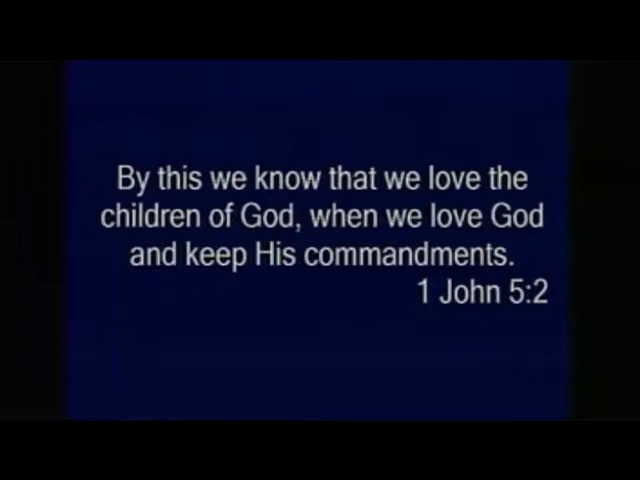 By this we know that we love the
children of God, when we love God
and keep His commandments.
1 John 5:2